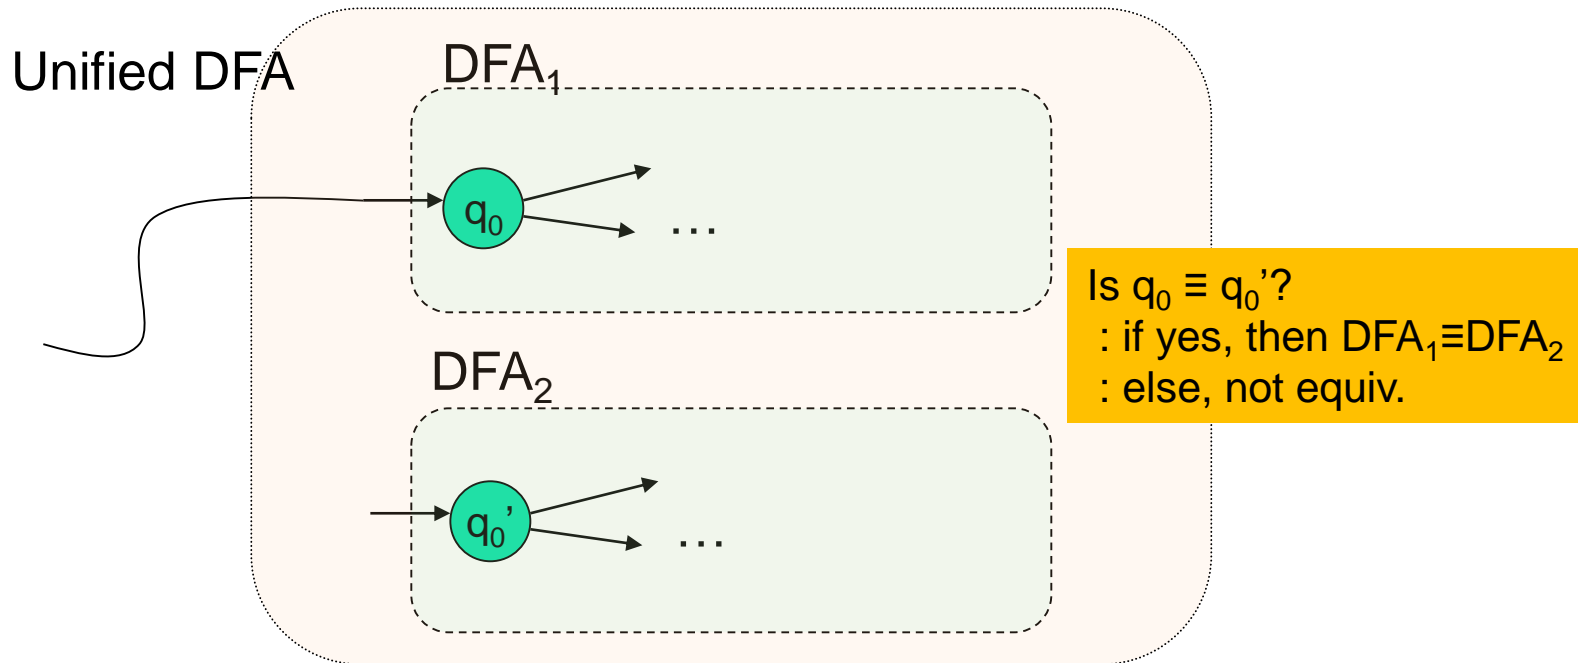 Unified DFA
DFA₁
q₀
...
Is q₀ ≡ q₀’?
: if yes, then DFA₁≡DFA₂
: else, not equiv.
DFA₂
q₀’
...